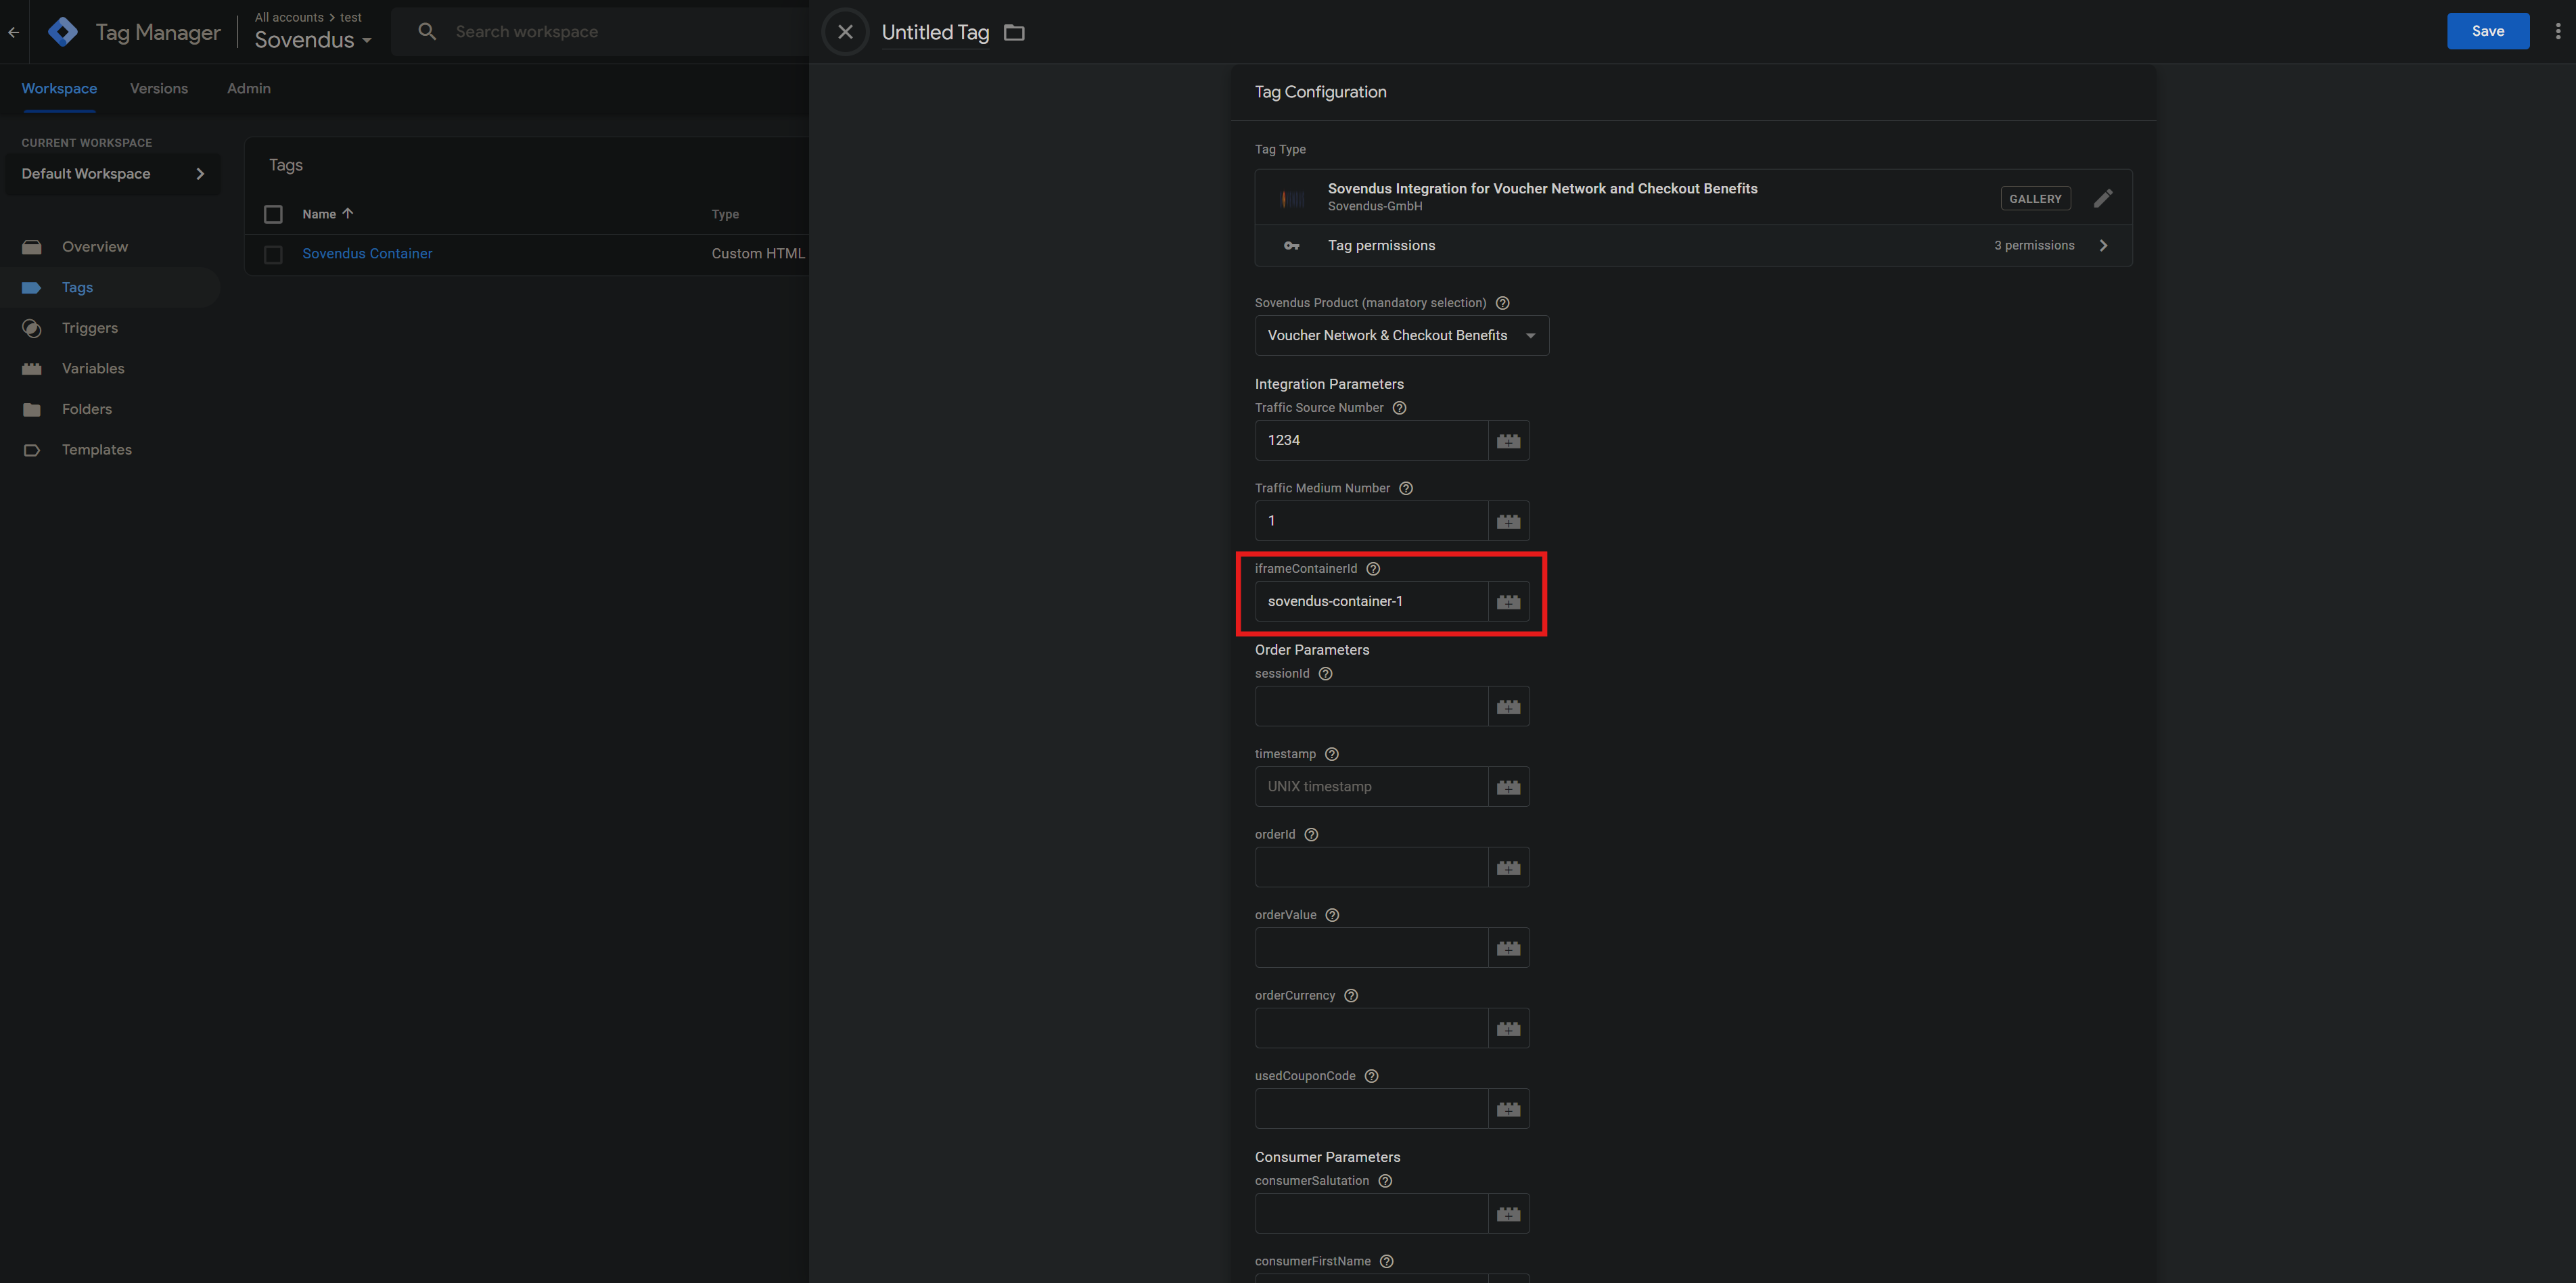 All accounts > test
Tag Manager
Sovendus
Search workspace
Untitled Tag
Save
Workspace
Versions
Admin
CURRENT WORKSPACE
Default Workspace
Overview
Tags
Triggers
Variables
Folders
Templates
Tags
Name
Type
Sovendus Container
Custom HTML
Tag Configuration
Tag Type
Sovendus Integration for Voucher Network and Checkout Benefits
Sovendus-GmbH
GALLERY
Tag permissions
3 permissions
Sovendus Product (mandatory selection)
Voucher Network & Checkout Benefits
Integration Parameters
Traffic Source Number
1234
Traffic Medium Number
1
iframeContainerId
sovendus-container-1
Order Parameters
sessionId
timestamp
UNIX timestamp
orderId
orderValue
orderCurrency
usedCouponCode
Consumer Parameters
consumerSalutation
consumerFirstName